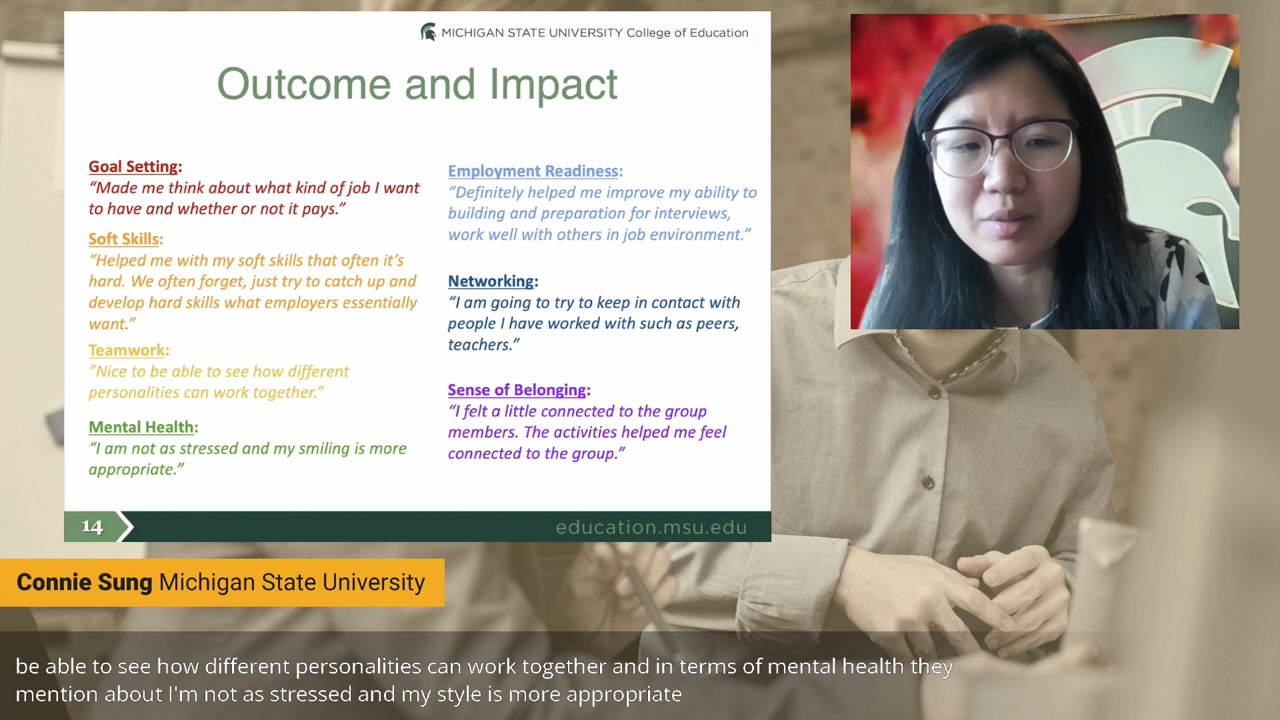 MICHIGAN STATE UNIVERSITY College of Education
Outcome and Impact
Goal Setting:
“Made me think about what kind of job I want
to have and whether or not it pays.”
Soft Skills:
“Helped me with my soft skills that often it’s
hard. We often forget, just try to catch up and
develop hard skills what employers essentially
want.”
Teamwork:
“Nice to be able to see how different
personalities can work together.”
Mental Health:
“I am not as stressed and my smiling is more
appropriate.”
Employment Readiness:
“Definitely helped me improve my ability to
building and preparation for interviews,
work well with others in job environment.”
Networking:
“I am going to try to keep in contact with
people I have worked with such as peers,
teachers.”
Sense of Belonging:
“I felt a little connected to the group
members. The activities helped me feel
connected to the group.”
14
education.msu.edu
Connie Sung Michigan State University
be able to see how different personalities can work together and in terms of mental health they
mention about I'm not as stressed and my style is more appropriate